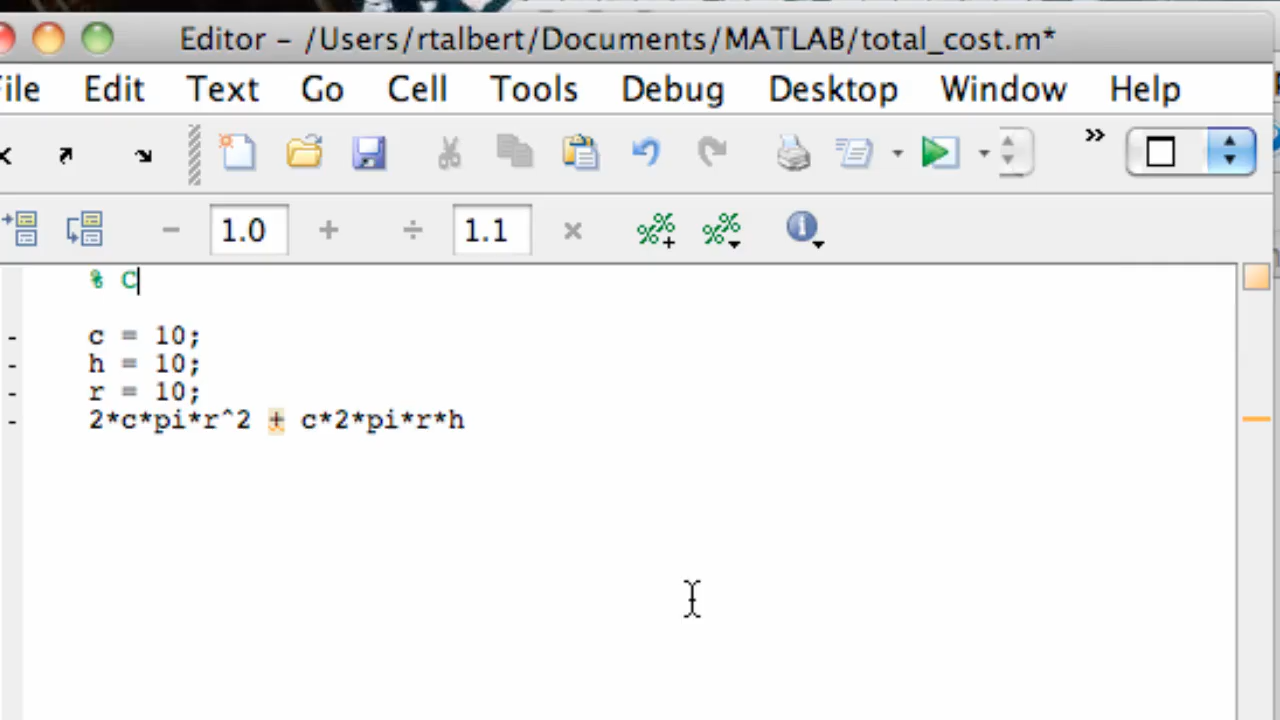 Editor – /Users/rtalbert/Documents/MATLAB/total_cost.m*
File Edit Text Go Cell Tools Debug Desktop Window Help
− 1.0 + ÷ 1.1 ×
% C
c = 10;
h = 10;
r = 10;
2*c*pi*r^2 + c*2*pi*r*h